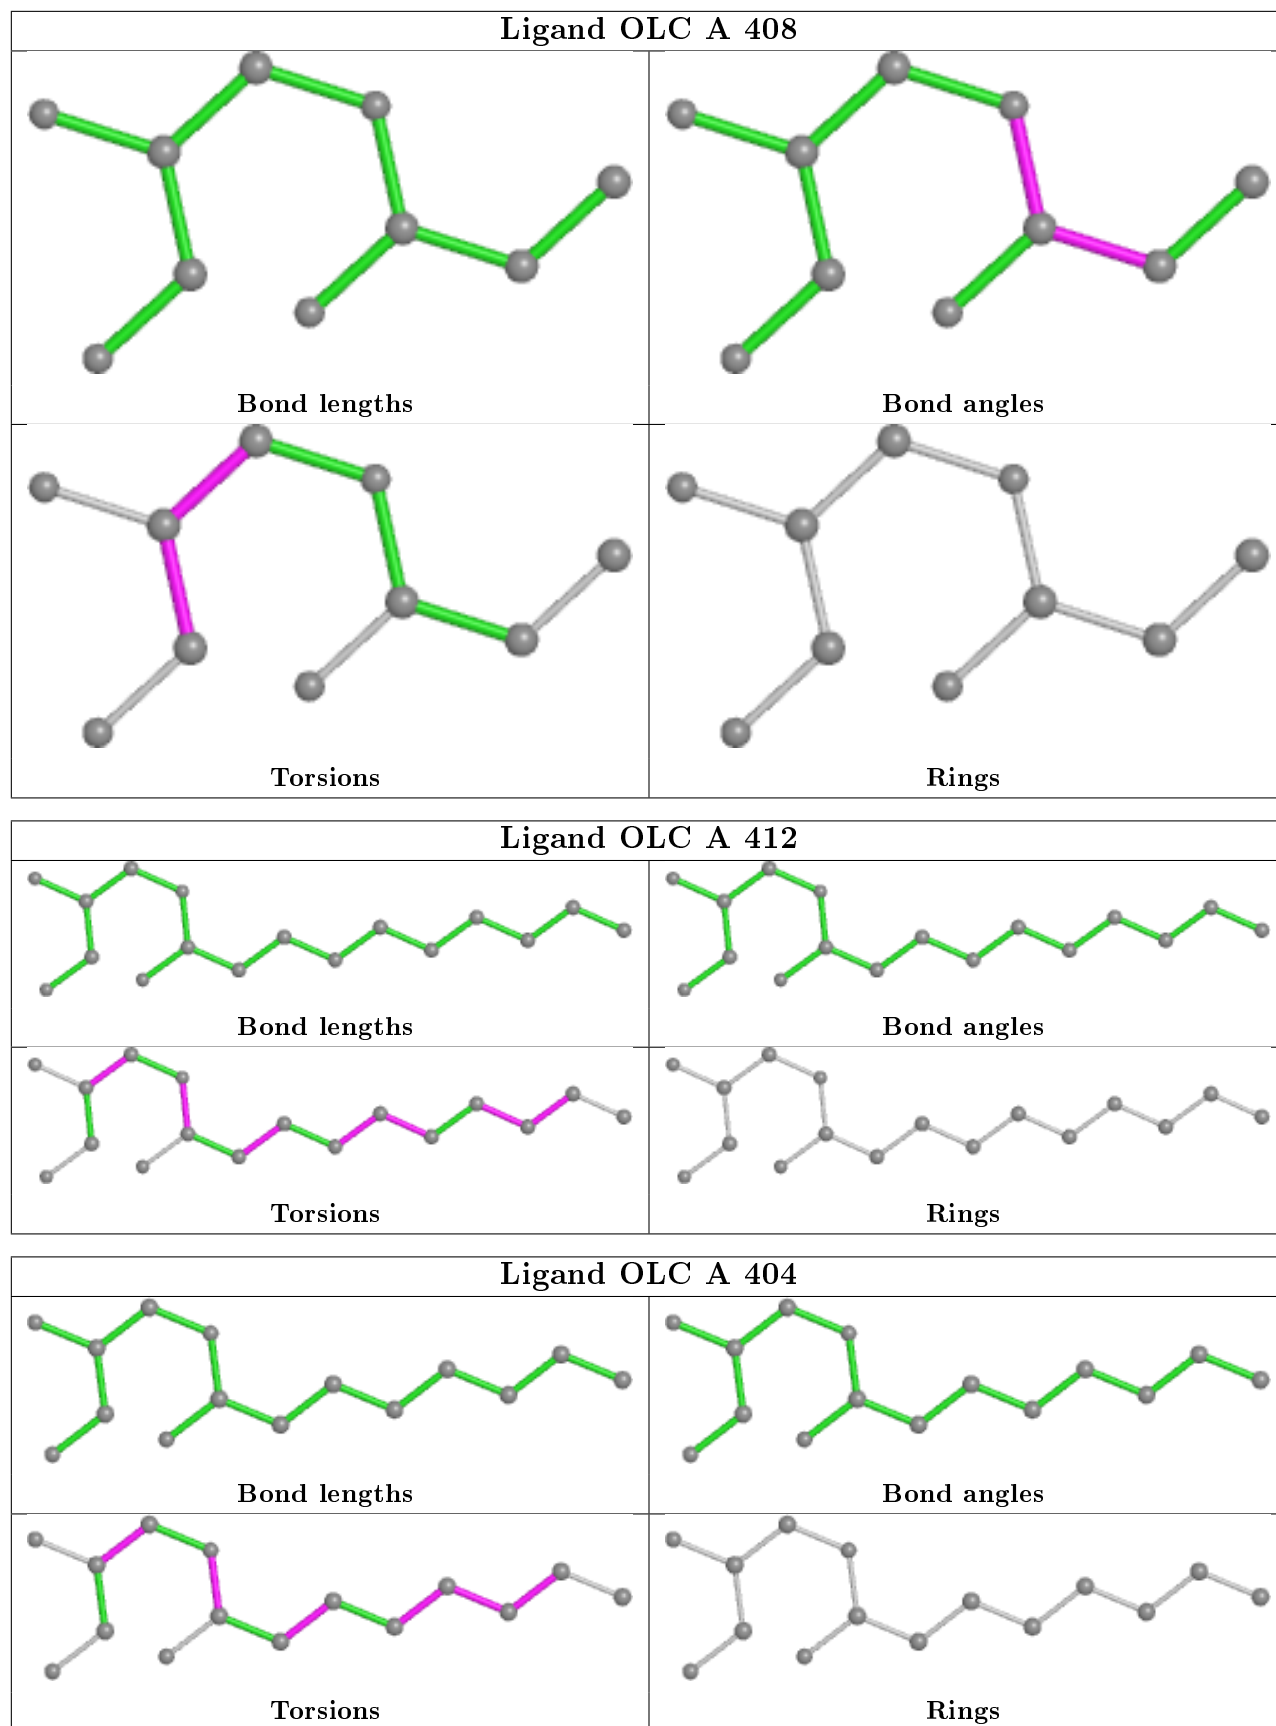 Ligand OLC A 408
Bond lengths
Bond angles
Torsions
Rings
Ligand OLC A 412
Bond lengths
Bond angles
Torsions
Rings
Ligand OLC A 404
Bond lengths
Bond angles
Torsions
Rings